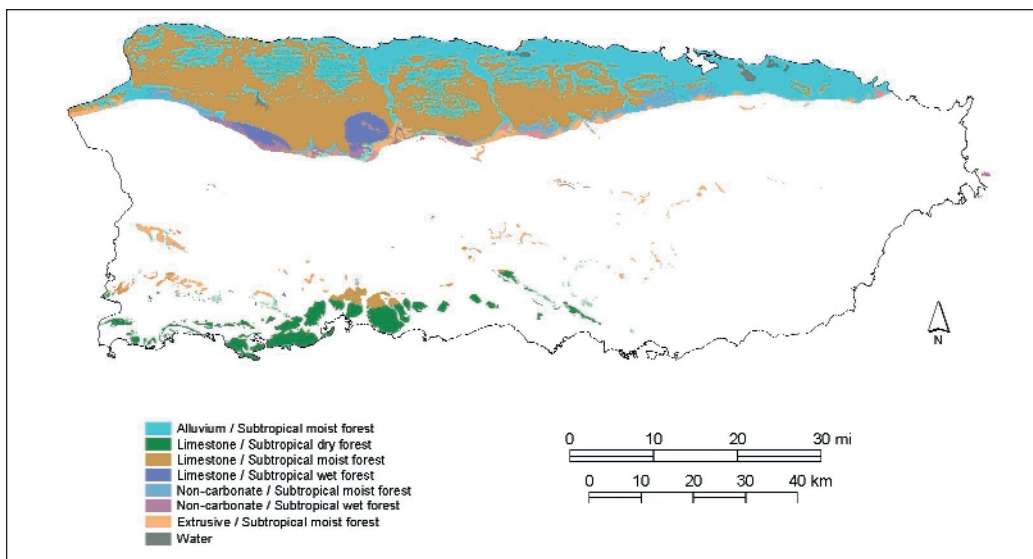 N
Alluvium / Subtropical moist forest
Limestone / Subtropical dry forest
Limestone / Subtropical moist forest
Limestone / Subtropical wet forest
Non-carbonate / Subtropical moist forest
Non-carbonate / Subtropical wet forest
Extrusive / Subtropical moist forest
Water
0 10 20 30 mi
0 10 20 30 40 km